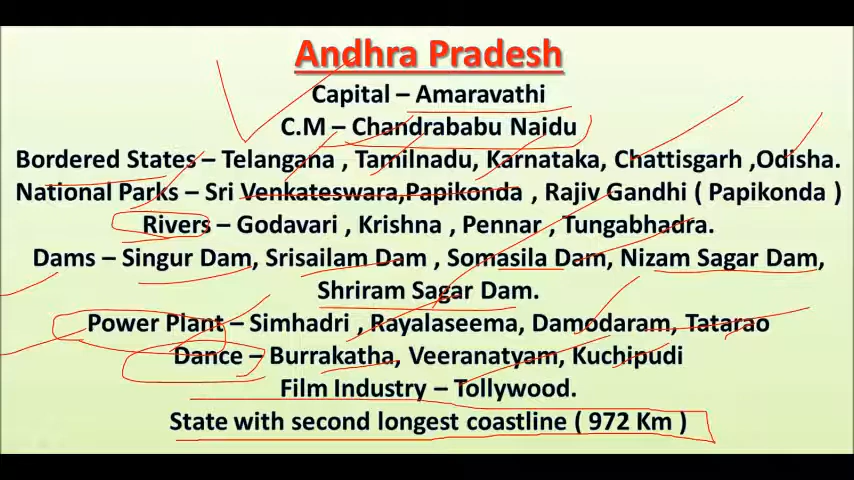 Andhra Pradesh
Capital – Amaravathi
C.M – Chandrababu Naidu
Bordered States – Telangana , Tamilnadu, Karnataka, Chattisgarh ,Odisha.
National Parks – Sri Venkateswara,Papikonda , Rajiv Gandhi ( Papikonda )
Rivers – Godavari , Krishna , Pennar , Tungabhadra.
Dams – Singur Dam, Srisailam Dam , Somasila Dam, Nizam Sagar Dam,
Shriram Sagar Dam.
Power Plant – Simhadri , Rayalaseema, Damodaram, Tatarao
Dance – Burrakatha, Veeranatyam, Kuchipudi
Film Industry – Tollywood.
State with second longest coastline ( 972 Km )